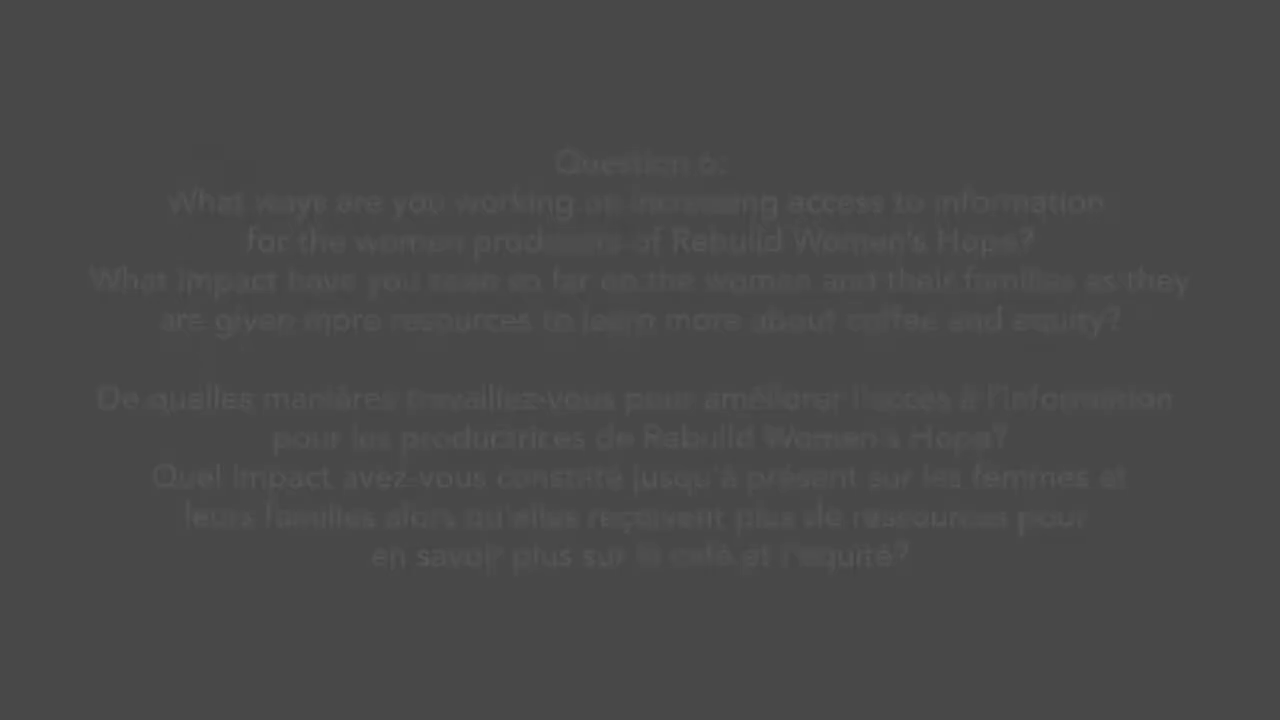 Question 6:
What ways are you working on increasing access to information
for the women producers of Rebuild Women's Hope?
What impact have you seen so far on the women and their families as they
are given more resources to learn more about coffee and equity?
De quelles manières travaillez-vous pour améliorer l'accès à l'information
pour les productrices de Rebuild Women's Hope?
Quel impact avez-vous constaté jusqu'à présent sur les femmes et
leurs familles alors qu'elles reçoivent plus de ressources pour
en savoir plus sur le café et l'équité?